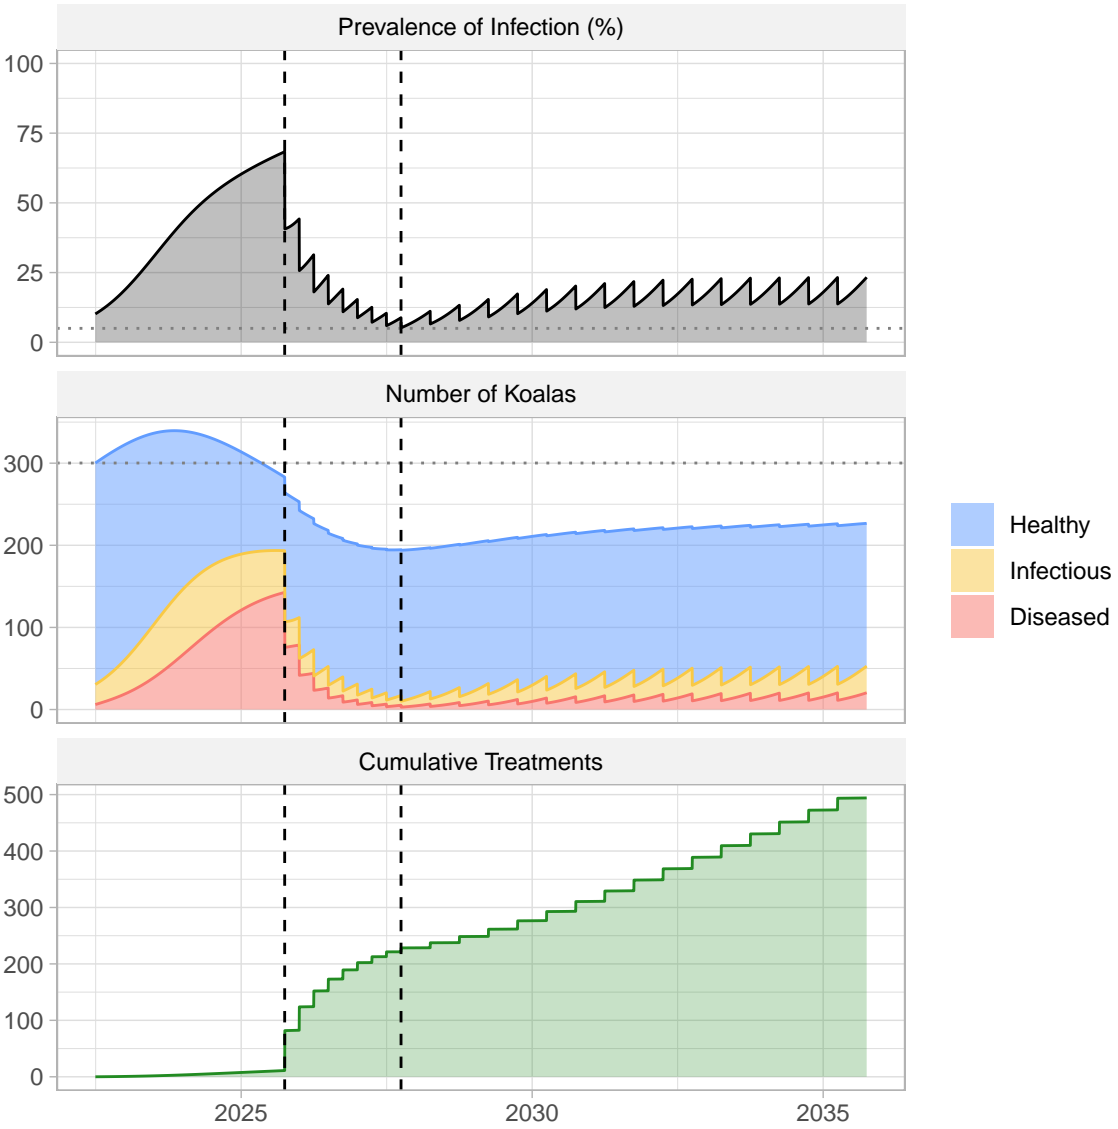 Prevalence of Infection (%)
100
75
50
25
0
Number of Koalas
300
200
100
0
Healthy
Infectious
Diseased
Cumulative Treatments
500
400
300
200
100
0
2025 2030 2035